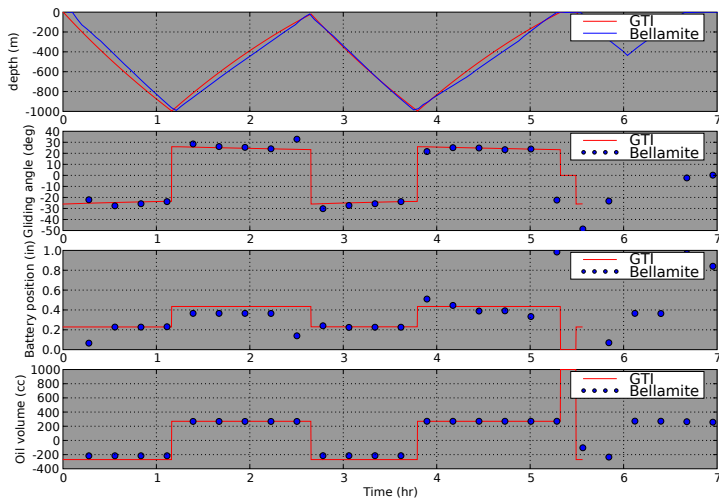 depth (m)
0
-200
-400
-600
-800
-1000
0 1 2 3 4 5 6 7
GTI
Bellamite
Gliding angle (deg)
40
30
20
10
0
-10
-20
-30
-40
-50
0 1 2 3 4 5 6 7
GTI
Bellamite
Battery position (in)
1.0
0.8
0.6
0.4
0.2
0.0
0 1 2 3 4 5 6 7
GTI
Bellamite
Oil volume (cc)
1000
800
600
400
200
0
-200
-400
0 1 2 3 4 5 6 7
GTI
Bellamite
Time (hr)